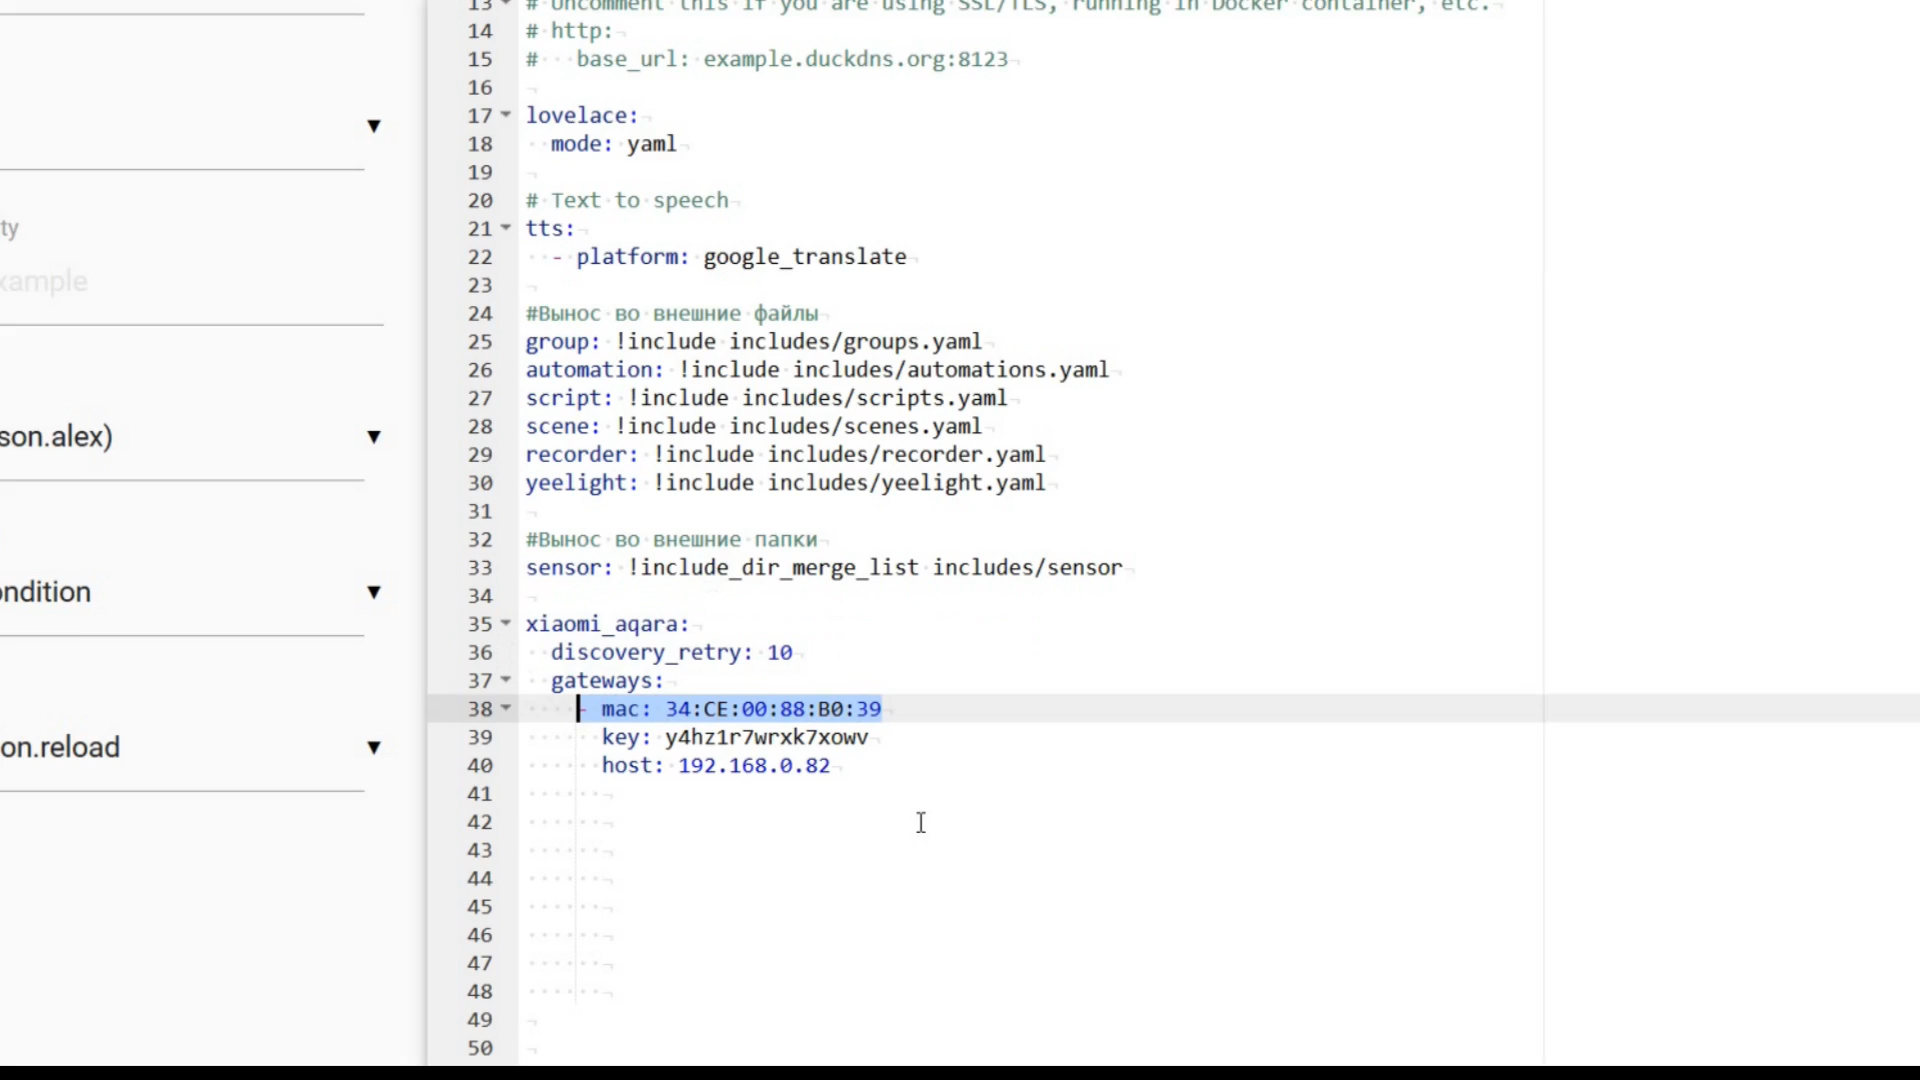 13 # Uncomment this if you are using SSL/TLS, running in Docker container, etc.
14 # http:
15 #   base_url: example.duckdns.org:8123
16
17 lovelace:
18   mode: yaml
19
20 # Text to speech
21 tts:
22   - platform: google_translate
23
24 #Вынос во внешние файлы
25 group: !include includes/groups.yaml
26 automation: !include includes/automations.yaml
27 script: !include includes/scripts.yaml
28 scene: !include includes/scenes.yaml
29 recorder: !include includes/recorder.yaml
30 yeelight: !include includes/yeelight.yaml
31
32 #Вынос во внешние папки
33 sensor: !include_dir_merge_list includes/sensor
34
35 xiaomi_aqara:
36   discovery_retry: 10
37   gateways:
38     - mac: 34:CE:00:88:B0:39
39       key: y4hz1r7wrxk7xowv
40       host: 192.168.0.82
41
42
43
44
45
46
47
48
49
50
ty
xample
son.alex)
ondition
on.reload